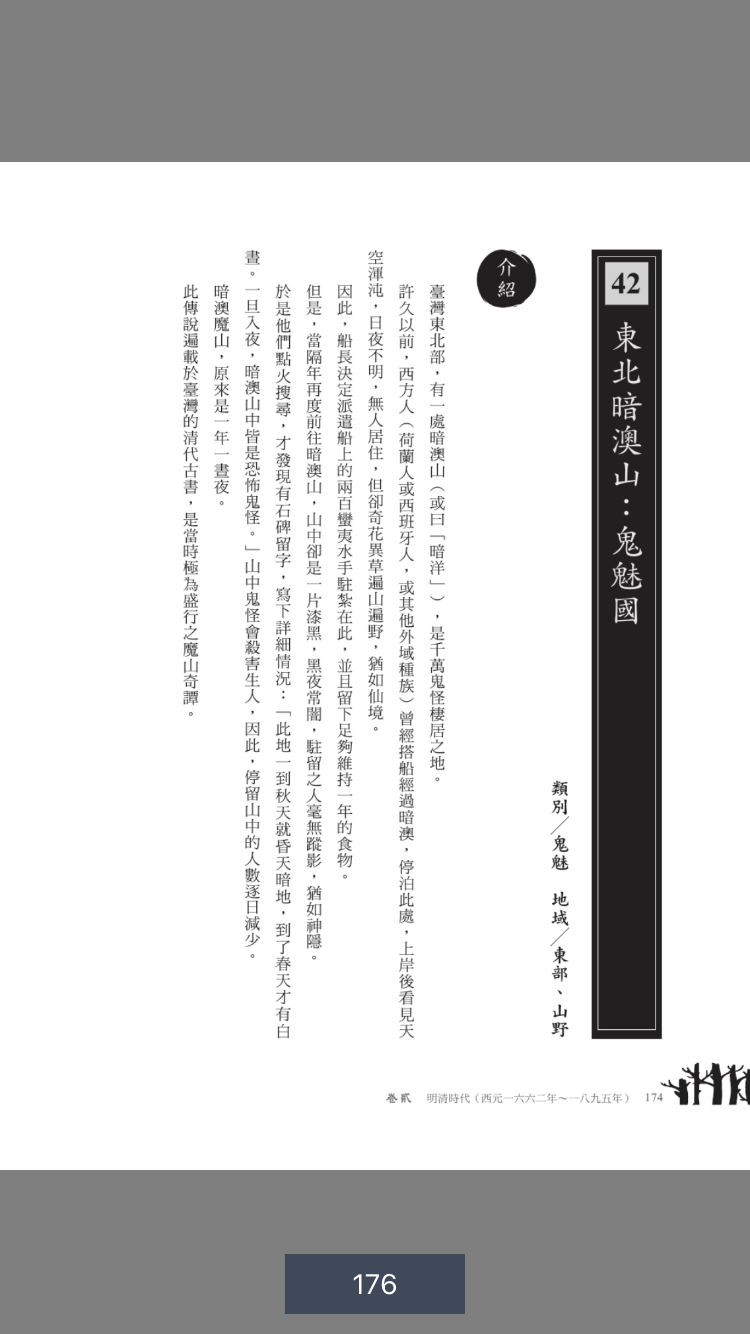 42
東北暗澳山：鬼魅國
類別／鬼魅　地域／東部、山野
介紹
臺灣東北部，有一處暗澳山（或曰「暗洋」），是千萬鬼怪棲居之地。
許久以前，西方人（荷蘭人或西班牙人，或其他外域種族）曾經搭船經過暗澳，停泊此處，上岸後看見天
空渾沌，日夜不明，無人居住，但卻奇花異草遍山遍野，猶如仙境。
因此，船長決定派遣船上的兩百蠻夷水手駐紮在此，並且留下足夠維持一年的食物。
但是，當隔年再度前往暗澳山，山中卻是一片漆黑，黑夜常闇，駐留之人毫無蹤影，猶如神隱。
於是他們點火搜尋，才發現有石碑留字，寫下詳細情況：「此地一到秋天就昏天暗地，到了春天才有白
晝。一旦入夜，暗澳山中皆是恐怖鬼怪。」山中鬼怪會殺害生人，因此，停留山中的人數逐日減少。
暗澳魔山，原來是一年一晝夜。
此傳說遍載於臺灣的清代古書，是當時極為盛行之魔山奇譚。
卷貳　明清時代（西元一六六二年～一八九五年）　174
176